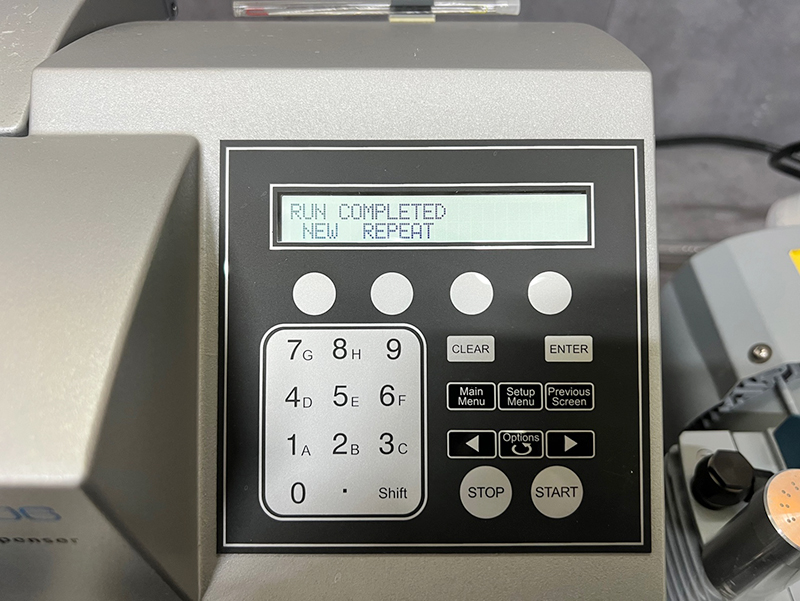 RUN COMPLETED
NEW REPEAT
7G 8H 9
CLEAR
ENTER
4D 5E 6F
Main Menu
Setup Menu
Previous Screen
1A 2B 3C
Options
0 . Shift
STOP
START